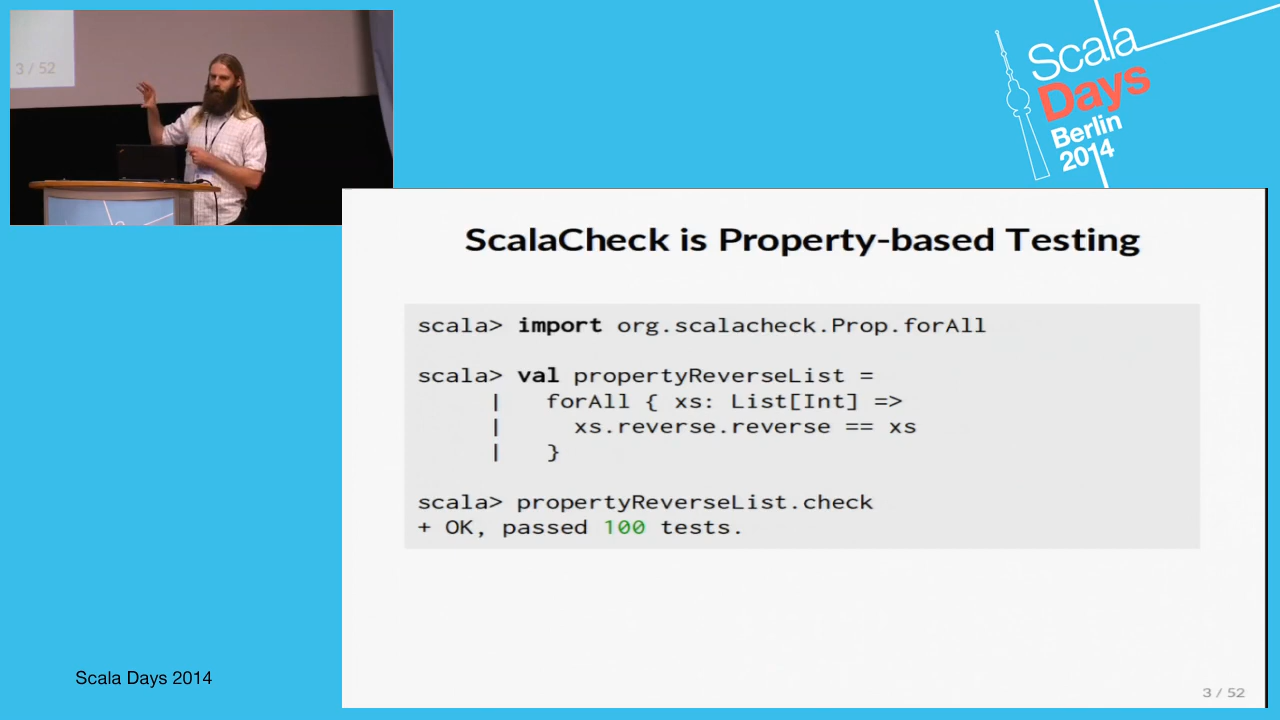 3 / 52
Scala
Days
Berlin
2014
ScalaCheck is Property-based Testing
scala> import org.scalacheck.Prop.forAll
scala> val propertyReverseList =
| forAll { xs: List[Int] =>
| xs.reverse.reverse == xs
| }
scala> propertyReverseList.check
+ OK, passed 100 tests.
Scala Days 2014
3 / 52